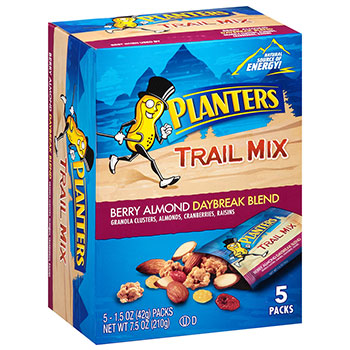 NATURAL
SOURCE OF
ENERGY!
PLANTERS
TRAIL MIX
BERRY ALMOND DAYBREAK BLEND
GRANOLA CLUSTERS, ALMONDS, CRANBERRIES, RAISINS
5 - 1.5 OZ (42g) PACKS
NET WT 7.5 OZ (210g)
U D
5
PACKS
PLANTERS
TRAIL MIX
BERRY ALMOND DAYBREAK BLEND
PLANTERS
TRAIL MIX